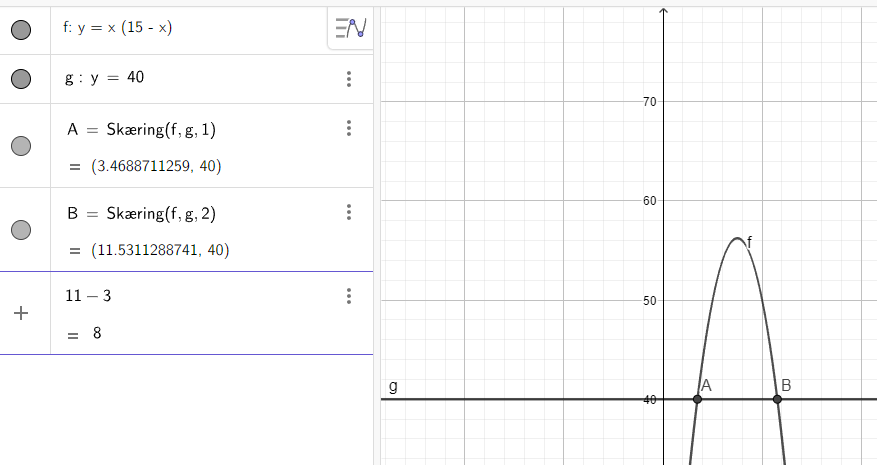 f: y = x (15 - x)
g : y = 40
A = Skæring(f, g, 1)
= (3.4688711259, 40)
B = Skæring(f, g, 2)
= (11.5311288741, 40)
11 – 3
= 8
70
60
f
50
g
A
B
40